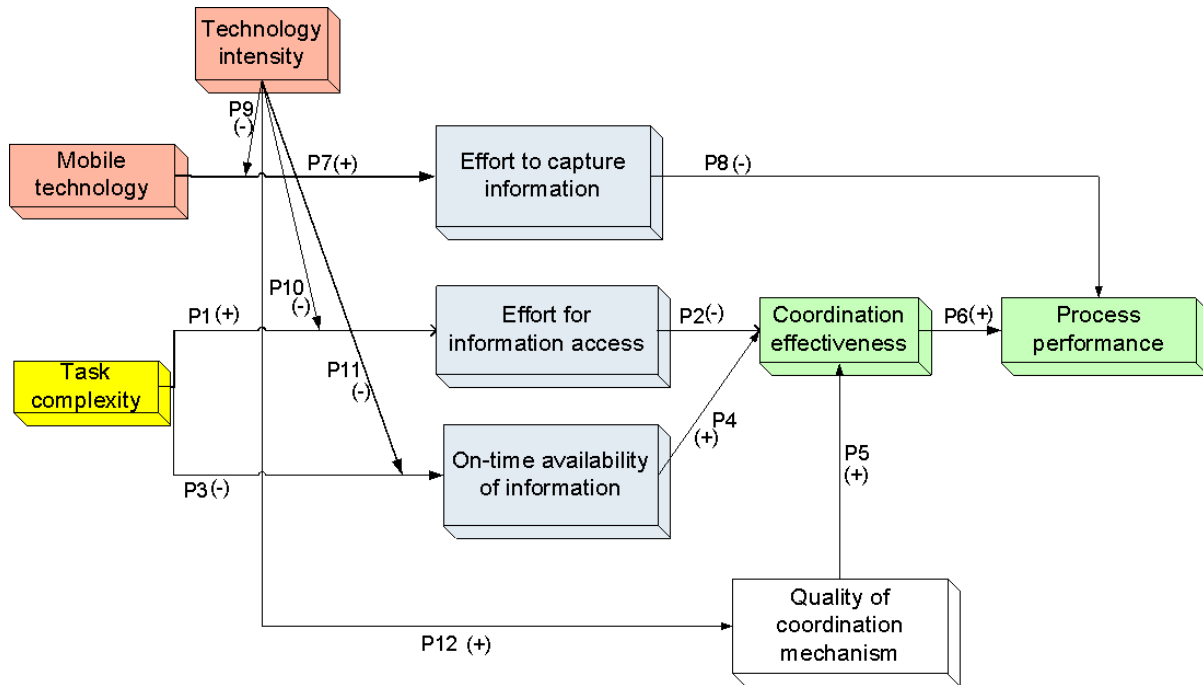 Technology
intensity
P9
(-)
Mobile
technology
P7(+)
Effort to capture
information
P8(-)
P10
(-)
P1(+)
Effort for
information access
P2(-)
Coordination
effectiveness
P6(+)
Process
performance
Task
complexity
P11
(-)
P4
(+)
On-time availability
of information
P3(-)
P5
(+)
Quality of
coordination
mechanism
P12 (+)